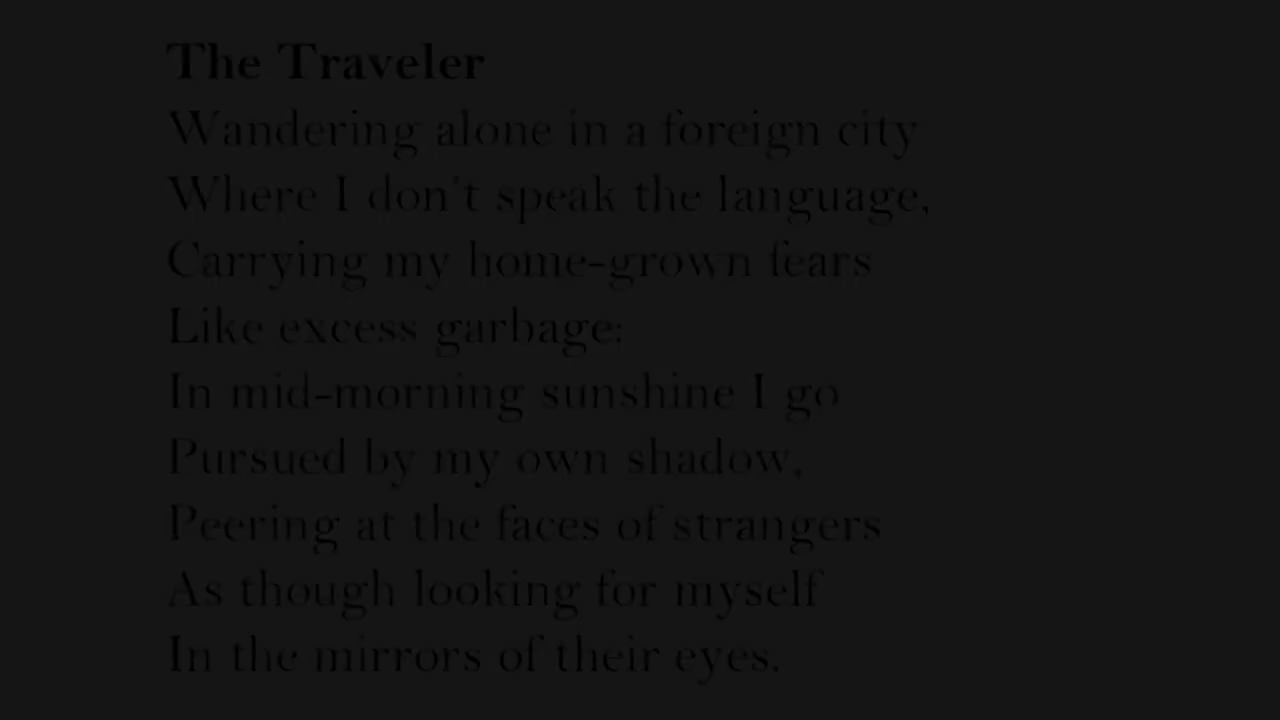 The Traveler
Wandering alone in a foreign city
Where I don't speak the language,
Carrying my home-grown fears
Like excess garbage:
In mid-morning sunshine I go
Pursued by my own shadow,
Peering at the faces of strangers
As though looking for myself
In the mirrors of their eyes.